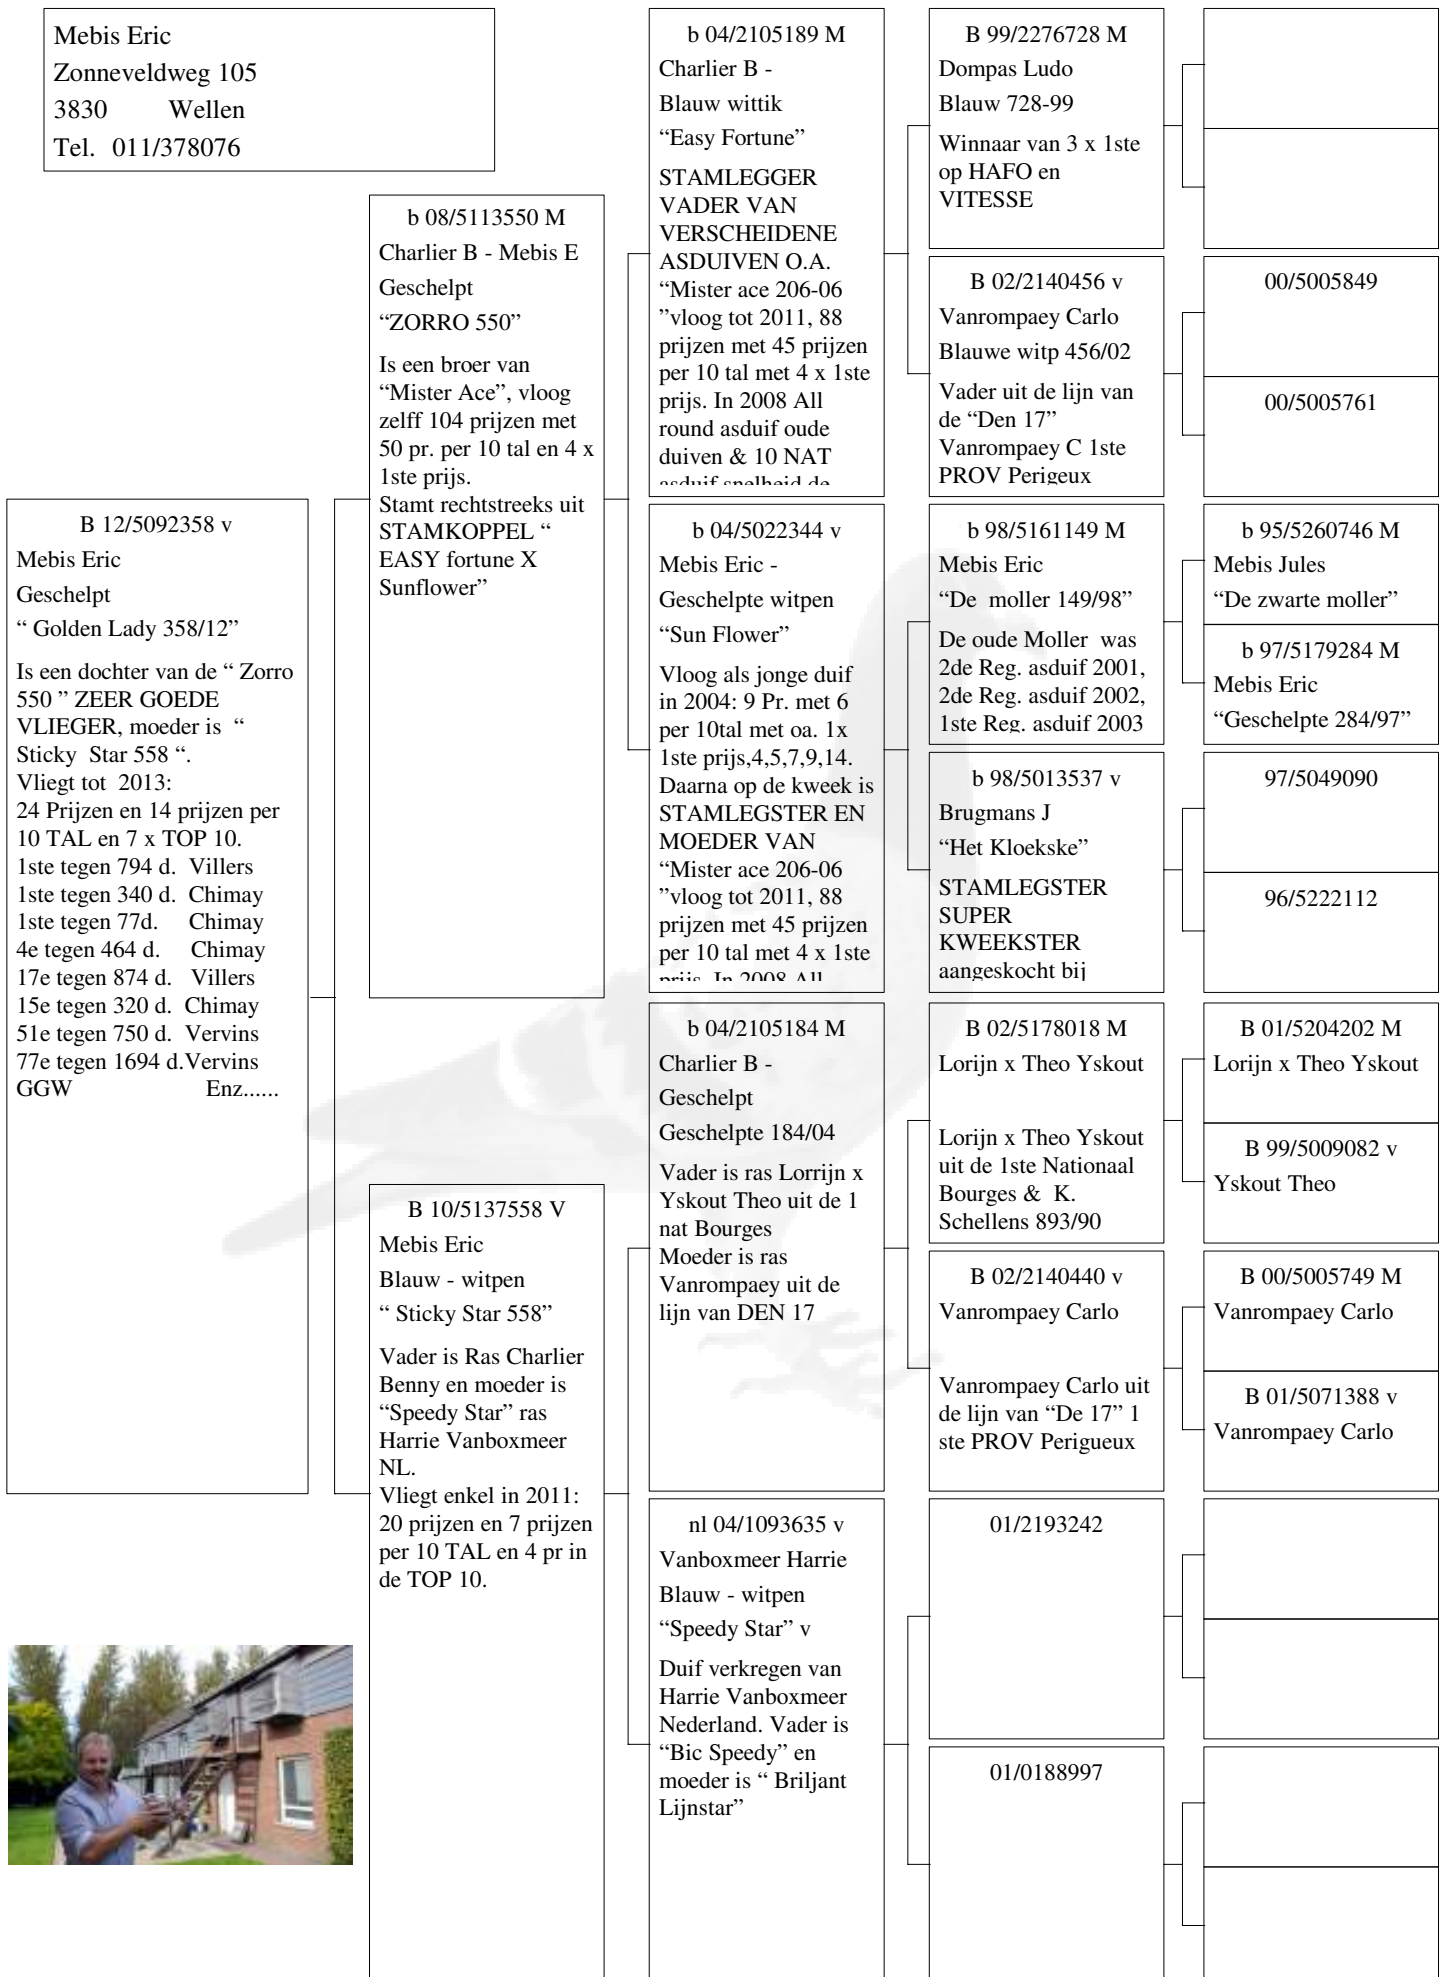 Mebis Eric
Zonneveldweg 105
3830 Wellen
Tel. 011/378076
B 12/5092358 v
Mebis Eric
Geschelpt
“ Golden Lady 358/12”
Is een dochter van de “ Zorro
550 ” ZEER GOEDE
VLIEGER, moeder is “
Sticky Star 558 “.
Vliegt tot 2013:
24 Prijzen en 14 prijzen per
10 TAL en 7 x TOP 10.
1ste tegen 794 d. Villers
1ste tegen 340 d. Chimay
1ste tegen 77d. Chimay
4e tegen 464 d. Chimay
17e tegen 874 d. Villers
15e tegen 320 d. Chimay
51e tegen 750 d. Vervins
77e tegen 1694 d.Vervins
GGW Enz......
b 08/5113550 M
Charlier B - Mebis E
Geschelpt
“ZORRO 550”
Is een broer van
“Mister Ace”, vloog
zelff 104 prijzen met
50 pr. per 10 tal en 4 x
1ste prijs.
Stamt rechtstreeks uit
STAMKOPPEL “
EASY fortune X
Sunflower”
B 10/5137558 V
Mebis Eric
Blauw - witpen
“ Sticky Star 558”
Vader is Ras Charlier
Benny en moeder is
“Speedy Star” ras
Harrie Vanboxmeer
NL.
Vliegt enkel in 2011:
20 prijzen en 7 prijzen
per 10 TAL en 4 pr in
de TOP 10.
b 04/2105189 M
Charlier B -
Blauw wittik
“Easy Fortune”
STAMLEGGER
VADER VAN
VERSCHEIDENE
ASDUIVEN O.A.
“Mister ace 206-06
”vloog tot 2011, 88
prijzen met 45 prijzen
per 10 tal met 4 x 1ste
prijs. In 2008 All
round asduif oude
duiven & 10 NAT
asduif snelheid de
b 04/5022344 v
Mebis Eric -
Geschelpte witpen
“Sun Flower”
Vloog als jonge duif
in 2004: 9 Pr. met 6
per 10tal met oa. 1x
1ste prijs,4,5,7,9,14.
Daarna op de kweek is
STAMLEGSTER EN
MOEDER VAN
“Mister ace 206-06
”vloog tot 2011, 88
prijzen met 45 prijzen
per 10 tal met 4 x 1ste
prijs. In 2008 All
b 04/2105184 M
Charlier B -
Geschelpt
Geschelpte 184/04
Vader is ras Lorrijn x
Yskout Theo uit de 1
nat Bourges
Moeder is ras
Vanrompaey uit de
lijn van DEN 17
nl 04/1093635 v
Vanboxmeer Harrie
Blauw - witpen
“Speedy Star” v
Duif verkregen van
Harrie Vanboxmeer
Nederland. Vader is
“Bic Speedy” en
moeder is “ Briljant
Lijnstar”
B 99/2276728 M
Dompas Ludo
Blauw 728-99
Winnaar van 3 x 1ste
op HAFO en
VITESSE
B 02/2140456 v
Vanrompaey Carlo
Blauwe witp 456/02
Vader uit de lijn van
de “Den 17”
Vanrompaey C 1ste
PROV Perigeux
b 98/5161149 M
Mebis Eric
“De moller 149/98”
De oude Moller was
2de Reg. asduif 2001,
2de Reg. asduif 2002,
1ste Reg. asduif 2003
b 98/5013537 v
Brugmans J
“Het Kloekske”
STAMLEGSTER
SUPER
KWEEKSTER
aangeskocht bij
B 02/5178018 M
Lorijn x Theo Yskout
Lorijn x Theo Yskout
uit de 1ste Nationaal
Bourges & K.
Schellens 893/90
B 02/2140440 v
Vanrompaey Carlo
Vanrompaey Carlo uit
de lijn van “De 17” 1
ste PROV Perigueux
01/2193242
01/0188997
00/5005849
00/5005761
b 95/5260746 M
Mebis Jules
“De zwarte moller”
b 97/5179284 M
Mebis Eric
“Geschelpte 284/97”
97/5049090
96/5222112
B 01/5204202 M
Lorijn x Theo Yskout
B 99/5009082 v
Yskout Theo
B 00/5005749 M
Vanrompaey Carlo
B 01/5071388 v
Vanrompaey Carlo